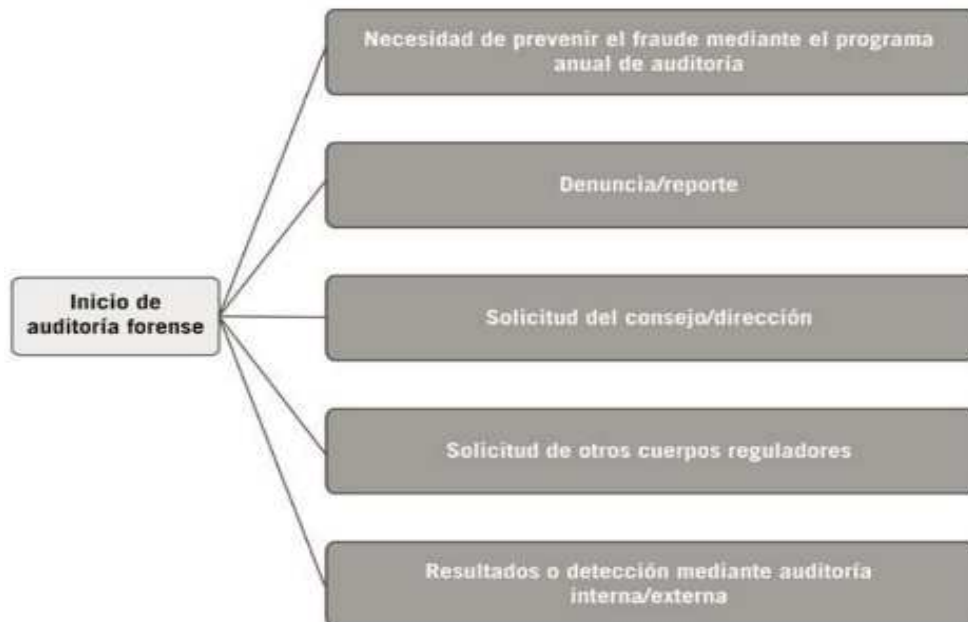 Necesidad de prevenir el fraude mediante el programa
anual de auditoría
Denuncia/reporte
Inicio de
auditoría forense
Solicitud del consejo/dirección
Solicitud de otros cuerpos reguladores
Resultados o detección mediante auditoría
interna/externa